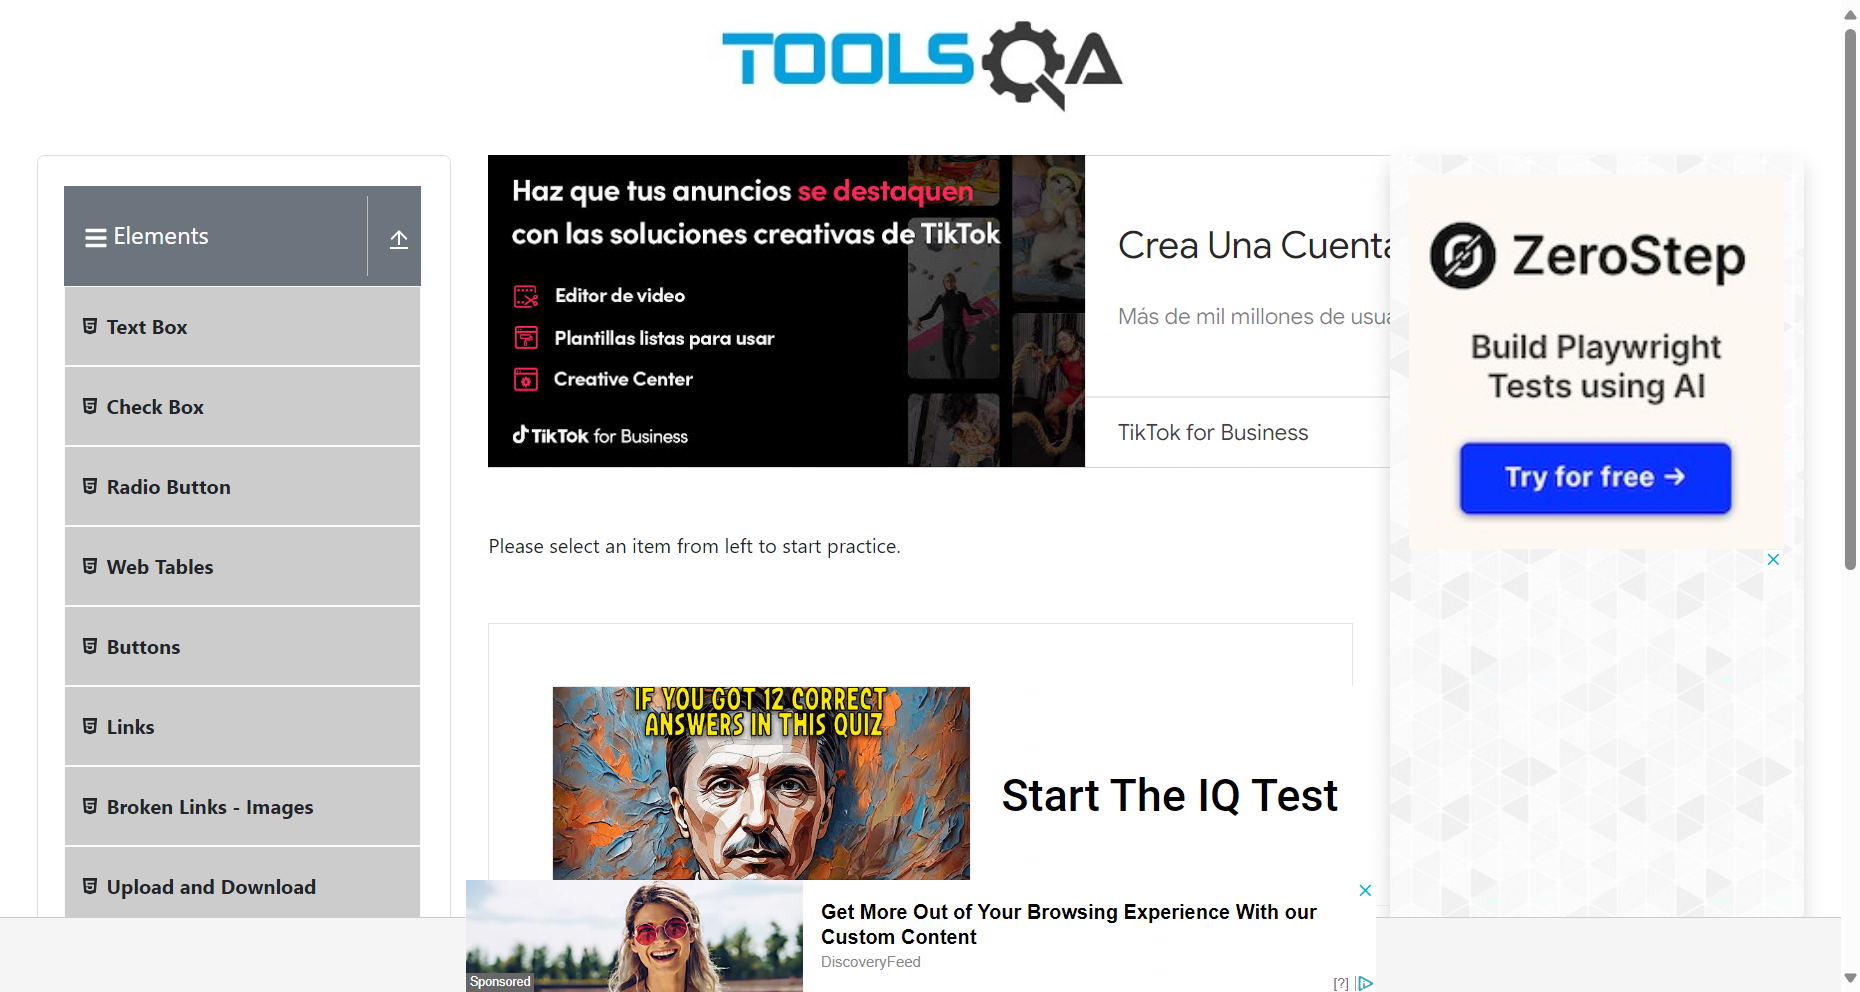 TOOLSQA
Elements
Text Box
Check Box
Radio Button
Web Tables
Buttons
Links
Broken Links - Images
Upload and Download
Haz que tus anuncios se destaquen
con las soluciones creativas de TikTok
Editor de video
Plantillas listas para usar
Creative Center
TikTok for Business
Crea Una Cuenta
Más de mil millones de usua
TikTok for Business
ZeroStep
Build Playwright
Tests using AI
Try for free →
Please select an item from left to start practice.
IF YOU GOT 12 CORRECT
ANSWERS IN THIS QUIZ
Start The IQ Test
Get More Out of Your Browsing Experience With our
Custom Content
DiscoveryFeed
Sponsored
[?]